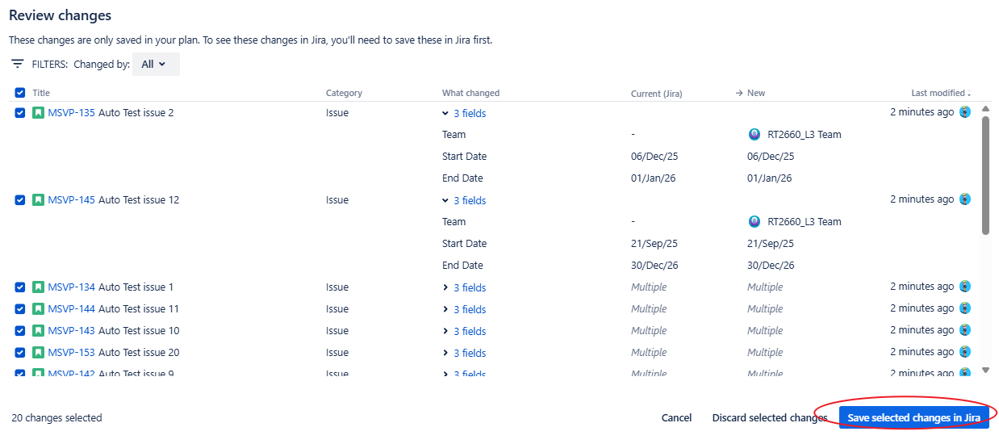 Review changes
These changes are only saved in your plan. To see these changes in Jira, you'll need to save these in Jira first.
FILTERS: Changed by: All
Title Category What changed Current (Jira) → New Last modified
MSVP-135 Auto Test issue 2 Issue 3 fields 2 minutes ago
Team - RT2660_L3 Team
Start Date 06/Dec/25 06/Dec/25
End Date 01/Jan/26 01/Jan/26
MSVP-145 Auto Test issue 12 Issue 3 fields 2 minutes ago
Team - RT2660_L3 Team
Start Date 21/Sep/25 21/Sep/25
End Date 30/Dec/26 30/Dec/26
MSVP-134 Auto Test issue 1 Issue 3 fields Multiple Multiple 2 minutes ago
MSVP-144 Auto Test issue 11 Issue 3 fields Multiple Multiple 2 minutes ago
MSVP-143 Auto Test issue 10 Issue 3 fields Multiple Multiple 2 minutes ago
MSVP-153 Auto Test issue 20 Issue 3 fields Multiple Multiple 2 minutes ago
MSVP-142 Auto Test issue 9 Issue 3 fields Multiple Multiple 2 minutes ago
20 changes selected Cancel Discard selected changes Save selected changes in Jira